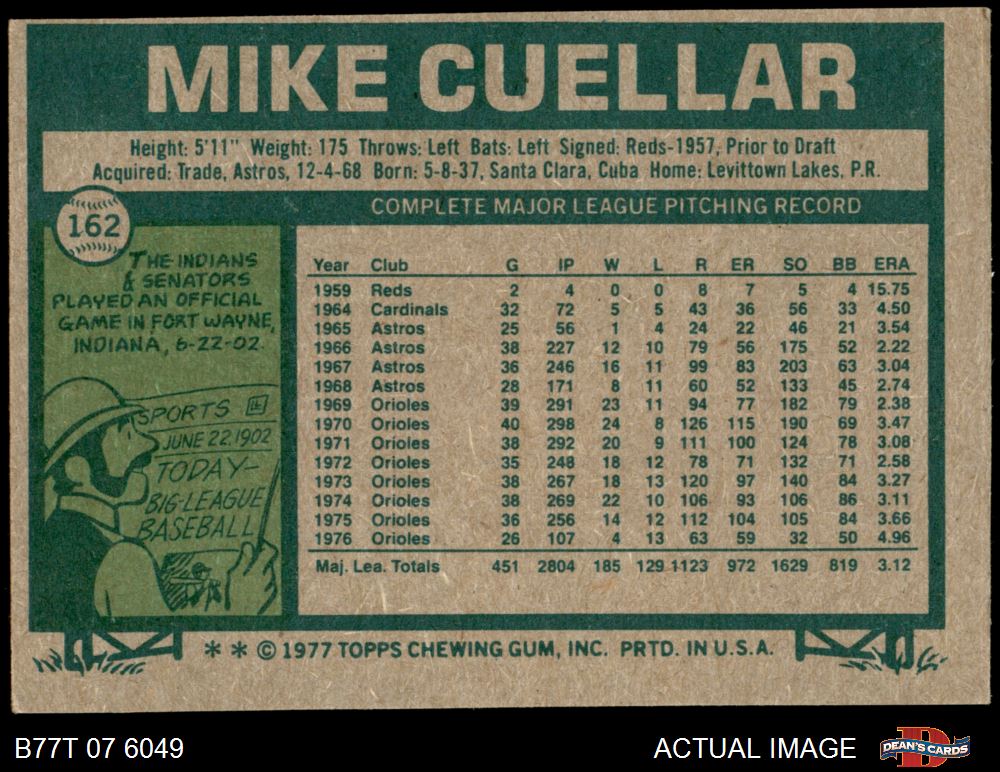 MIKE CUELLAR
Height: 5'11" Weight: 175 Throws: Left Bats: Left Signed: Reds-1957, Prior to Draft
Acquired: Trade, Astros, 12-4-68 Born: 5-8-37, Santa Clara, Cuba Home: Levittown Lakes, P.R.
162
THE INDIANS
& SENATORS
PLAYED AN OFFICIAL
GAME IN FORT WAYNE,
INDIANA, 6-22-02.
SPORTS
JUNE 22, 1902
TODAY-
BIG-LEAGUE
BASEBALL
COMPLETE MAJOR LEAGUE PITCHING RECORD
Year Club G IP W L R ER SO BB ERA
1959 Reds 2 4 0 0 8 7 5 4 15.75
1964 Cardinals 32 72 5 5 43 36 56 33 4.50
1965 Astros 25 56 1 4 24 22 46 21 3.54
1966 Astros 38 227 12 10 79 56 175 52 2.22
1967 Astros 36 246 16 11 99 83 203 63 3.04
1968 Astros 28 171 8 11 60 52 133 45 2.74
1969 Orioles 39 291 23 11 94 77 182 79 2.38
1970 Orioles 40 298 24 8 126 115 190 69 3.47
1971 Orioles 38 292 20 9 111 100 124 78 3.08
1972 Orioles 35 248 18 12 78 71 132 71 2.58
1973 Orioles 38 267 18 13 120 97 140 84 3.27
1974 Orioles 38 269 22 10 106 93 106 86 3.11
1975 Orioles 36 256 14 12 112 104 105 84 3.66
1976 Orioles 26 107 4 13 63 59 32 50 4.96
Maj. Lea. Totals 451 2804 185 129 1123 972 1629 819 3.12
** © 1977 TOPPS CHEWING GUM, INC. PRTD. IN U.S.A.
B77T 07 6049
ACTUAL IMAGE
D
DEAN'S CARDS